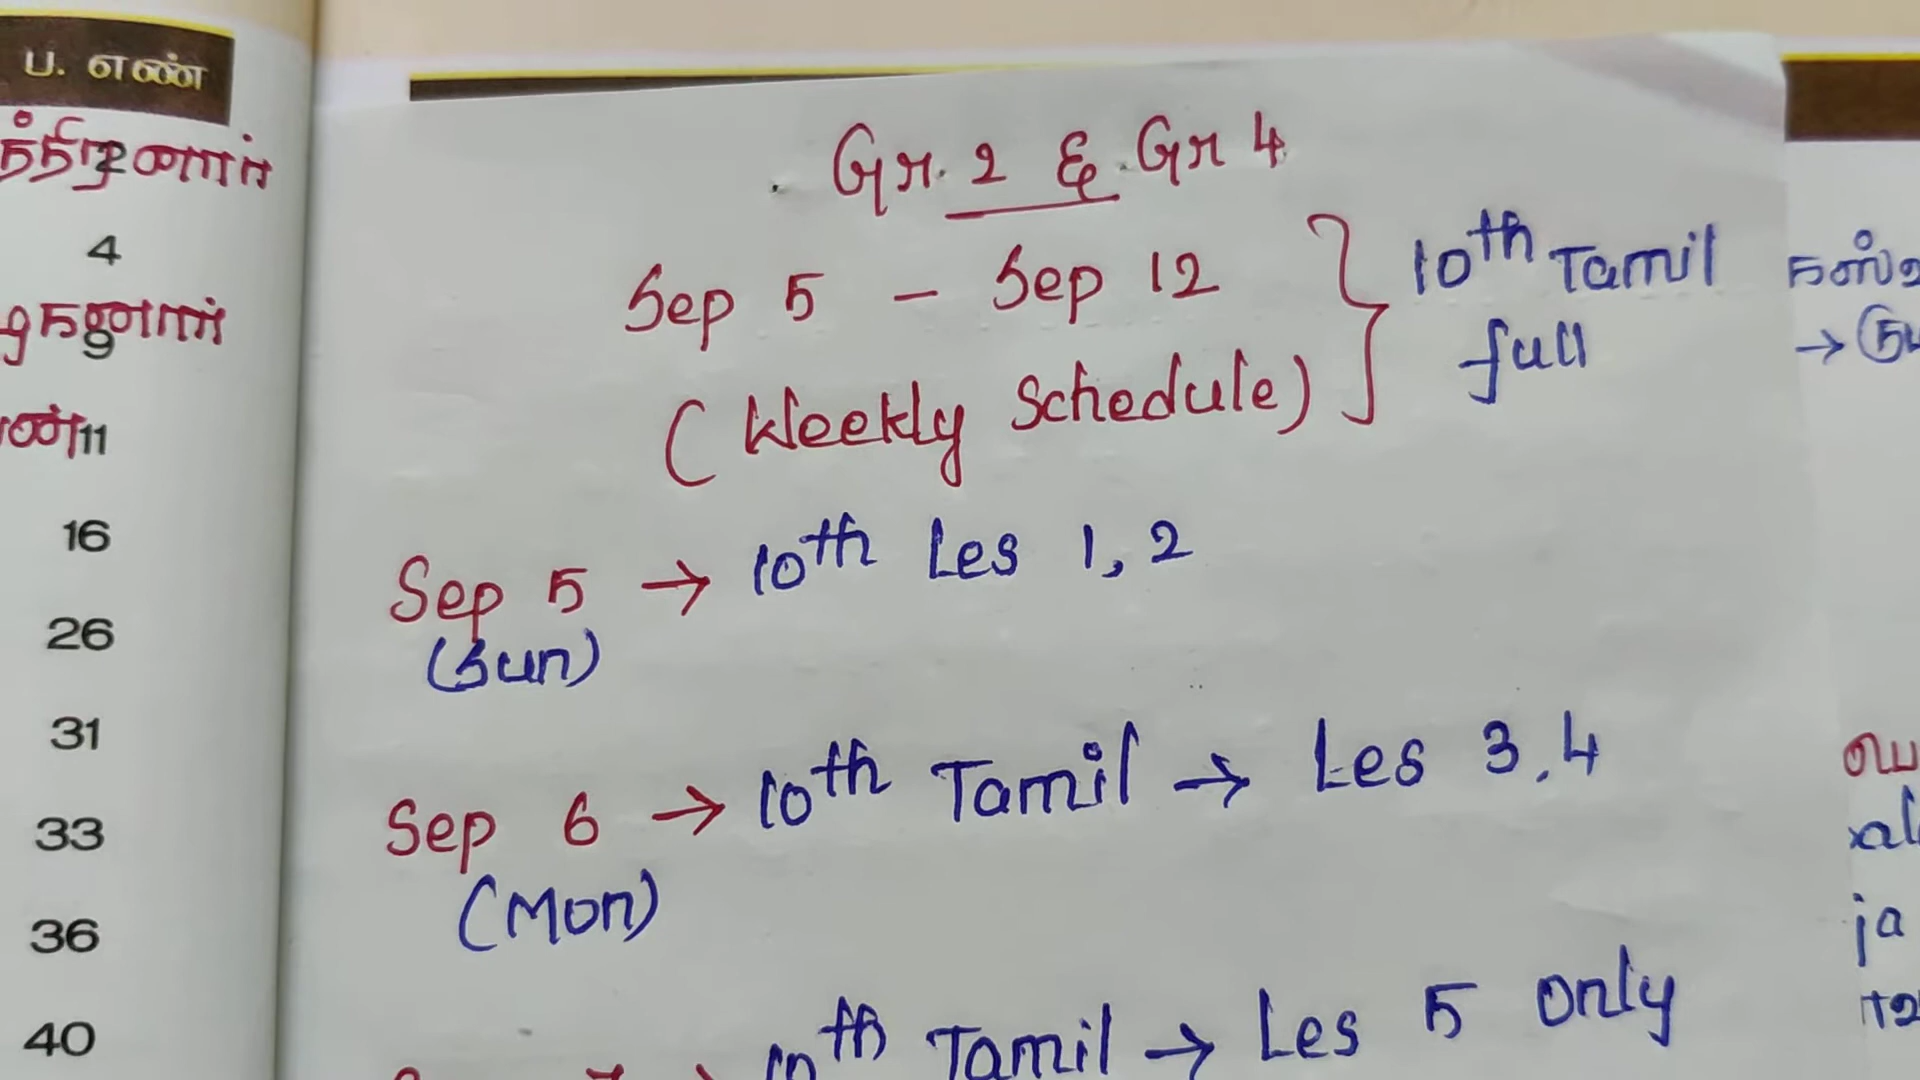 ப. எண்
2
4
9
11
16
26
31
33
36
40
Gr. 2 & Gr 4
Sep 5 - Sep 12
(Weekly Schedule)
10th Tamil
full
Sep 5 → 10th Les 1, 2
(Sun)
Sep 6 → 10th Tamil → Les 3, 4
(Mon)
10th Tamil → Les 5 only